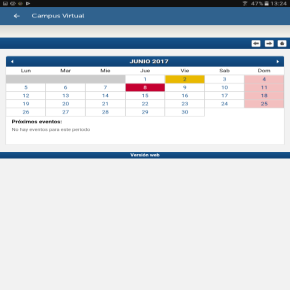 47% 13:24
Campus Virtual
JUNIO 2017
Lun Mar Mie Jue Vie Sab Dom
1 2 3 4
5 6 7 8 9 10 11
12 13 14 15 16 17 18
19 20 21 22 23 24 25
26 27 28 29 30
Próximos eventos:
No hay eventos para este periodo
Versión web